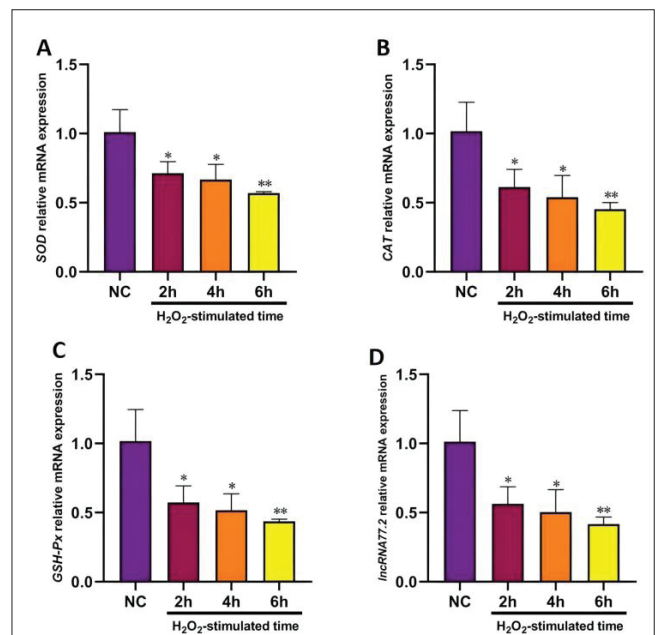 A
SOD relative mRNA expression
1.5
1.0
0.5
0.0
*
*
**
NC
2h
4h
6h
H₂O₂-stimulated time
B
CAT relative mRNA expression
1.5
1.0
0.5
0.0
*
*
**
NC
2h
4h
6h
H₂O₂-stimulated time
C
GSH-Px relative mRNA expression
1.5
1.0
0.5
0.0
*
*
**
NC
2h
4h
6h
H₂O₂-stimulated time
D
lncRNA77.2 relative mRNA expression
1.5
1.0
0.5
0.0
*
*
**
NC
2h
4h
6h
H₂O₂-stimulated time